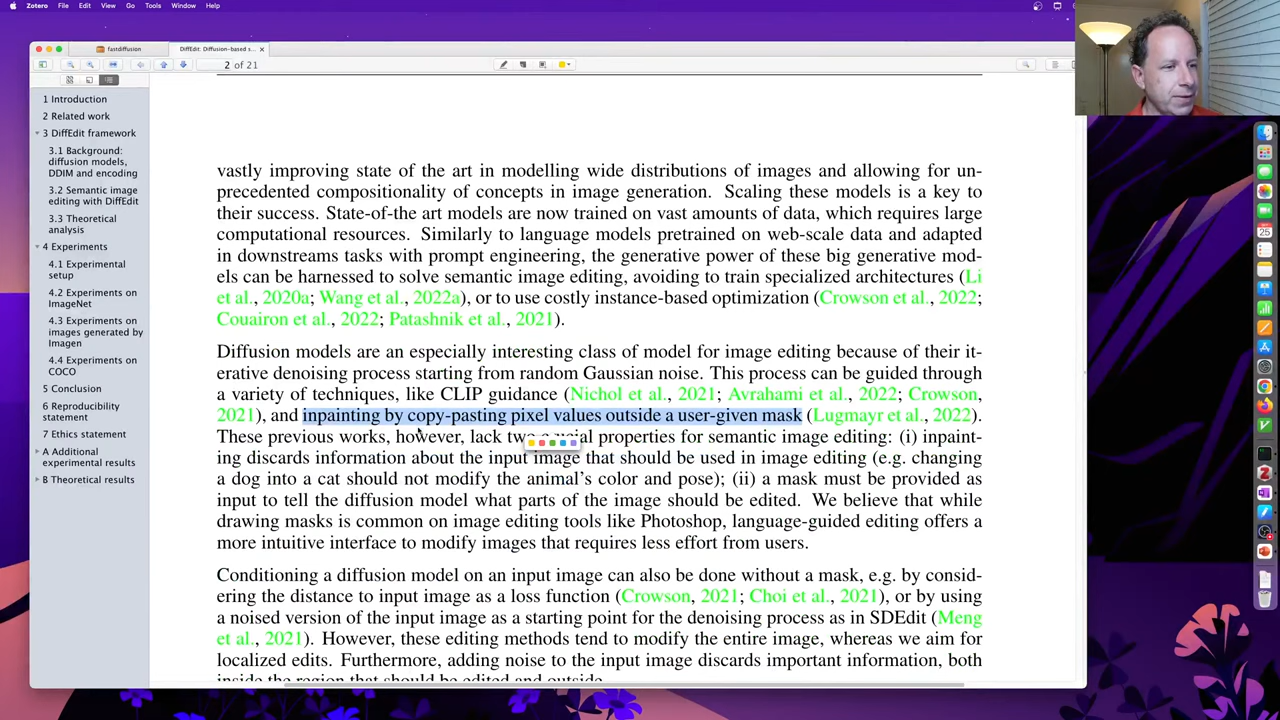 Zotero File Edit View Go Tools Window Help
fastdiffusion
DiffEdit: Diffusion-based s...
2 of 21
1 Introduction
2 Related work
3 DiffEdit framework
3.1 Background:
diffusion models,
DDIM and encoding
3.2 Semantic image
editing with DiffEdit
3.3 Theoretical
analysis
4 Experiments
4.1 Experimental
setup
4.2 Experiments on
ImageNet
4.3 Experiments on
images generated by
Imagen
4.4 Experiments on
COCO
5 Conclusion
6 Reproducibility
statement
7 Ethics statement
A Additional
experimental results
B Theoretical results
vastly improving state of the art in modelling wide distributions of images and allowing for un-
precedented compositionality of concepts in image generation. Scaling these models is a key to
their success. State-of-the art models are now trained on vast amounts of data, which requires large
computational resources. Similarly to language models pretrained on web-scale data and adapted
in downstreams tasks with prompt engineering, the generative power of these big generative mod-
els can be harnessed to solve semantic image editing, avoiding to train specialized architectures (Li
et al., 2020a; Wang et al., 2022a), or to use costly instance-based optimization (Crowson et al., 2022;
Couairon et al., 2022; Patashnik et al., 2021).
Diffusion models are an especially interesting class of model for image editing because of their it-
erative denoising process starting from random Gaussian noise. This process can be guided through
a variety of techniques, like CLIP guidance (Nichol et al., 2021; Avrahami et al., 2022; Crowson,
2021), and inpainting by copy-pasting pixel values outside a user-given mask (Lugmayr et al., 2022).
These previous works, however, lack two crucial properties for semantic image editing: (i) inpaint-
ing discards information about the input image that should be used in image editing (e.g. changing
a dog into a cat should not modify the animal's color and pose); (ii) a mask must be provided as
input to tell the diffusion model what parts of the image should be edited. We believe that while
drawing masks is common on image editing tools like Photoshop, language-guided editing offers a
more intuitive interface to modify images that requires less effort from users.
Conditioning a diffusion model on an input image can also be done without a mask, e.g. by consid-
ering the distance to input image as a loss function (Crowson, 2021; Choi et al., 2021), or by using
a noised version of the input image as a starting point for the denoising process as in SDEdit (Meng
et al., 2021). However, these editing methods tend to modify the entire image, whereas we aim for
localized edits. Furthermore, adding noise to the input image discards important information, both
inside the region that should be edited and outside.